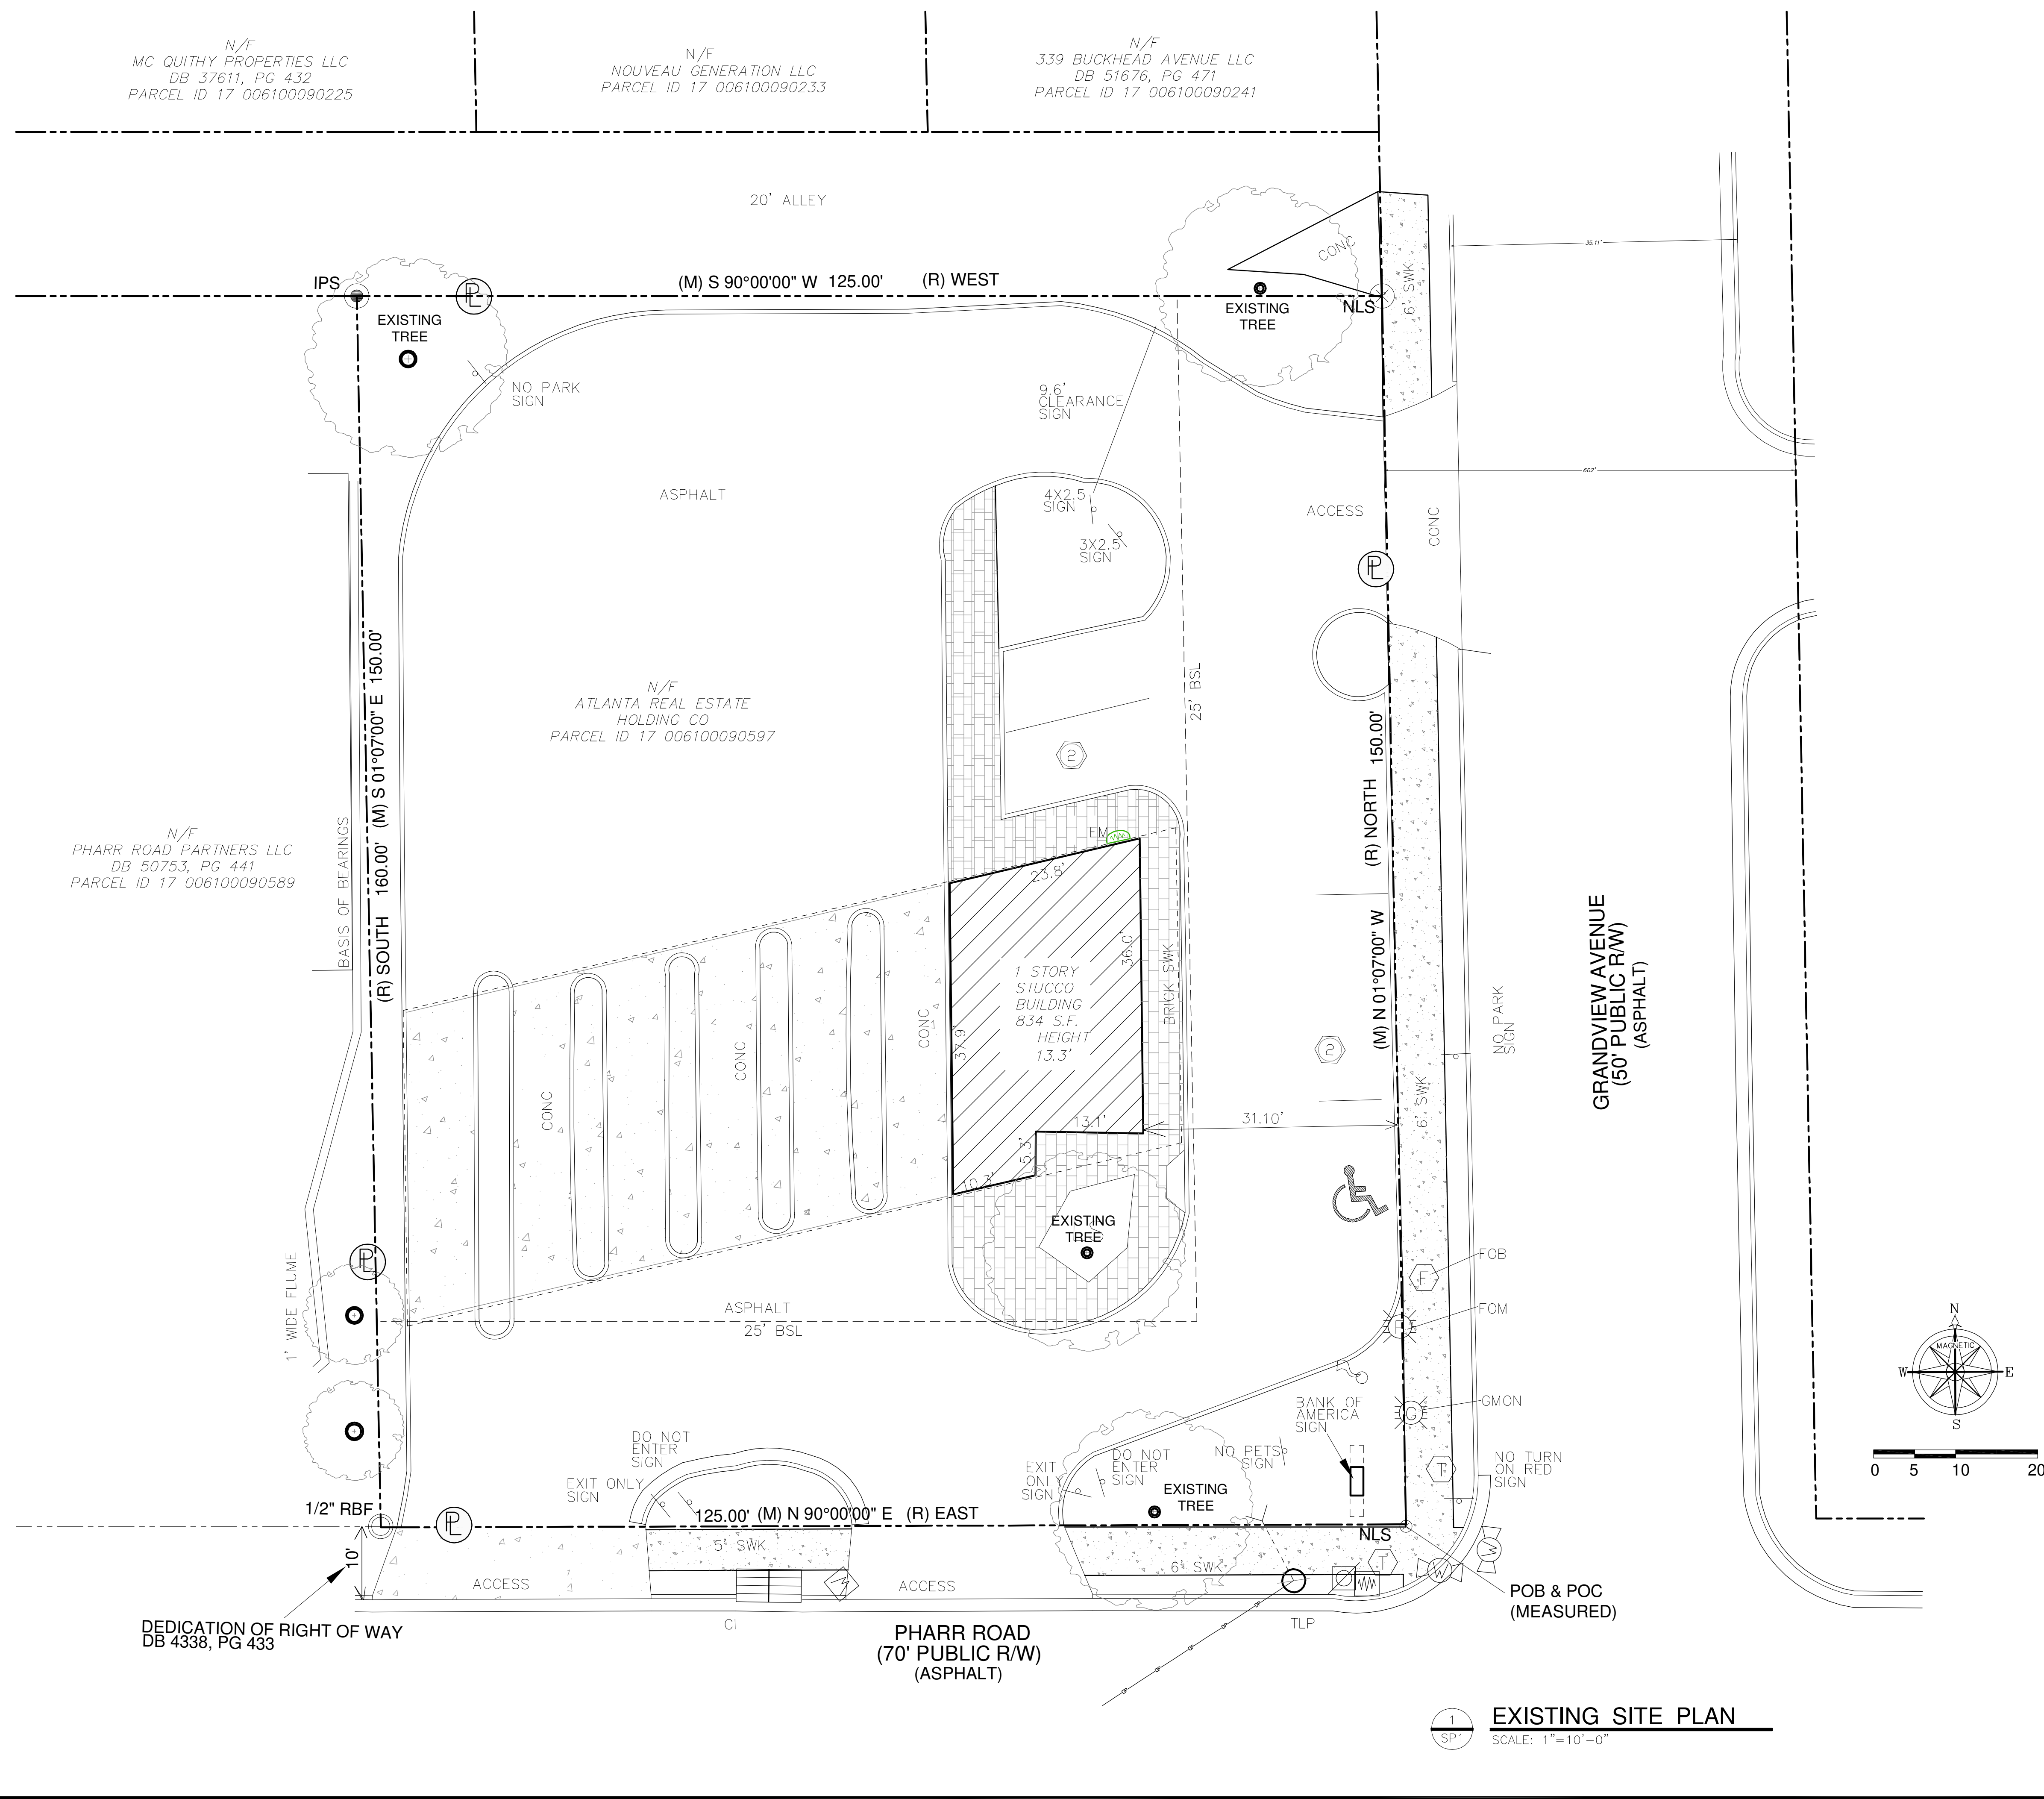 N/F
MC QUITHY PROPERTIES LLC
DB 37611, PG 432
PARCEL ID 17 006100090225
N/F
NOUVEAU GENERATION LLC
PARCEL ID 17 006100090233
N/F
339 BUCKHEAD AVENUE LLC
DB 51676, PG 471
PARCEL ID 17 006100090241
20' ALLEY
CONC
6' SWK
35.11'
IPS
(M) S 90°00'00" W 125.00' (R) WEST
NLS
EXISTING
TREE
EXISTING
TREE
NO PARK
SIGN
9.6'
CLEARANCE
SIGN
602'
ASPHALT
4X2.5
SIGN
3X2.5
SIGN
ACCESS
CONC
PL
PL
N/F
ATLANTA REAL ESTATE
HOLDING CO
PARCEL ID 17 006100090597
25' BSL
2
(R) SOUTH 160.00' (M) S 01°07'00" E 150.00'
(M) N 01°07'00" W (R) NORTH 150.00'
N/F
PHARR ROAD PARTNERS LLC
DB 50753, PG 441
PARCEL ID 17 006100090589
BASIS OF BEARINGS
EM
23.8'
36.0'
37.9'
1 STORY
STUCCO
BUILDING
834 S.F.
HEIGHT
13.3'
BRICK SWK
CONC
CONC
CONC
2
6' SWK
NO PARK
SIGN
GRANDVIEW AVENUE
(50' PUBLIC R/W)
(ASPHALT)
13.1'
5.3'
10.3'
31.10'
EXISTING
TREE
1' WIDE FLUME
PL
FOB
F
FOM
F
ASPHALT
25' BSL
N
MAGNETIC
W
E
S
0 5 10 20
GMON
G
BANK OF
AMERICA
SIGN
DO NOT
ENTER
SIGN
EXIT ONLY
SIGN
EXIT
ONLY
SIGN
DO NOT
ENTER
SIGN
NO PETS
SIGN
EXISTING
TREE
T
NO TURN
ON RED
SIGN
1/2" RBF
PL
125.00' (M) N 90°00'00" E (R) EAST
NLS
10'
5' SWK
6' SWK
T
W
W
ACCESS
ACCESS
POB & POC
(MEASURED)
DEDICATION OF RIGHT OF WAY
DB 4338, PG 433
CI
TLP
PHARR ROAD
(70' PUBLIC R/W)
(ASPHALT)
1
SP1
EXISTING SITE PLAN
SCALE: 1"=10'-0"